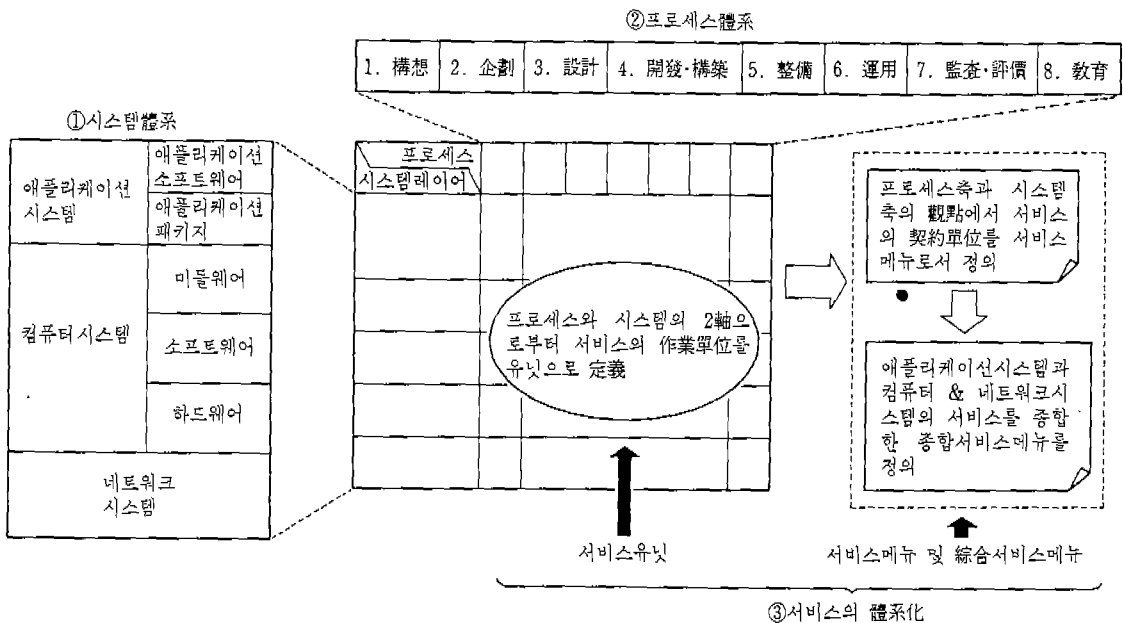 ②프로세스體系
1. 構想 2. 企劃 3. 設計 4. 開發·構築 5. 整備 6. 運用 7. 監査·評價 8. 敎育
①시스템體系
애플리케이션
시스템
애플리케이션
소프트웨어
애플리케이션
패키지
컴퓨터시스템
미들웨어
소프트웨어
하드웨어
네트워크
시스템
프로세스
시스템레이어
프로세스와 시스템의 2軸으
로부터 서비스의 作業單位를
유닛으로 定義
프로세스축과 시스템
축의 觀點에서 서비스
의 契約單位를 서비스
메뉴로서 정의
애플리케이선시스템과
컴퓨터 & 네트워크시
스템의 서비스를 종합
한 종합서비스메뉴를
정의
서비스유닛
서비스메뉴 및 綜合서비스메뉴
③서비스의 體系化